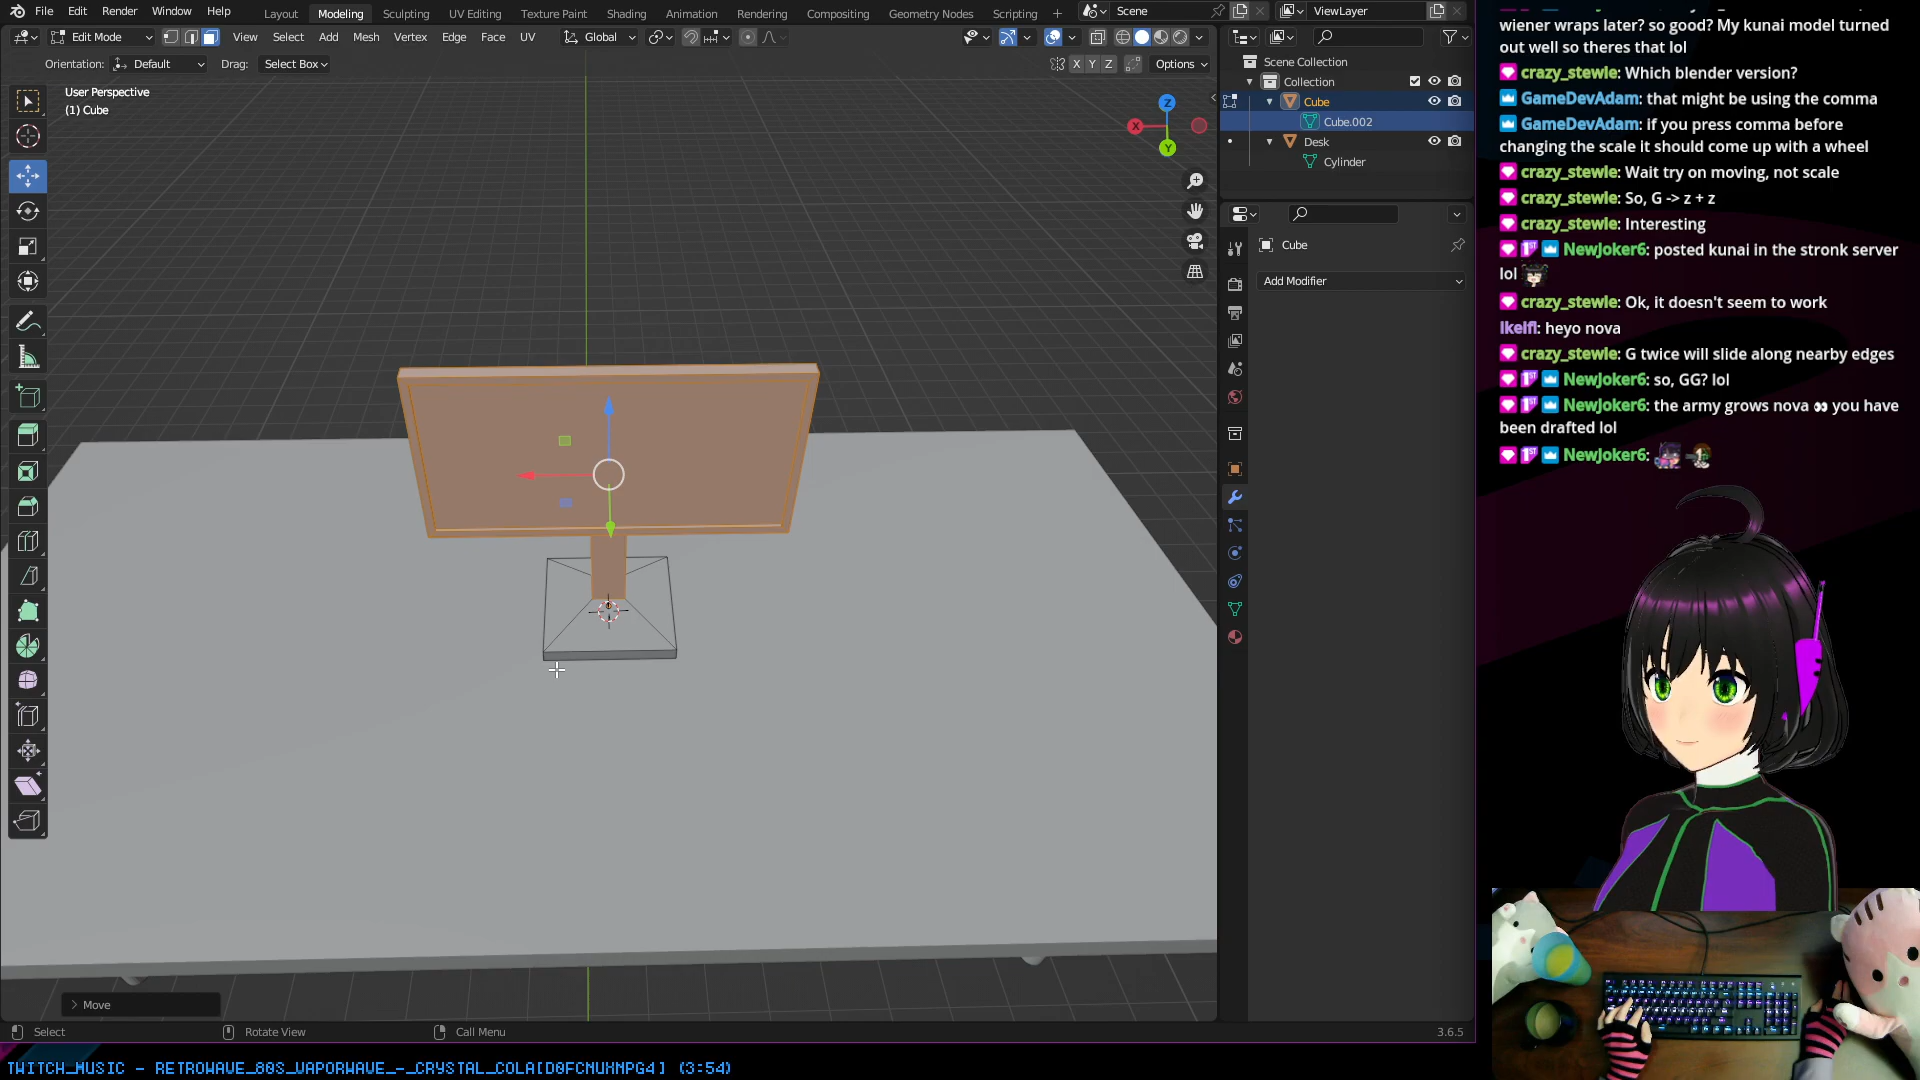 File Edit Render Window Help
Layout Modeling Sculpting UV Editing Texture Paint Shading Animation Rendering Compositing Geometry Nodes Scripting +
Scene
ViewLayer
Edit Mode
View Select Add Mesh Vertex Edge Face UV
Global
Orientation: Default Drag: Select Box
X Y Z
Options
User Perspective
(1) Cube
Z
X
Y
Scene Collection
Collection
Cube
Cube.002
Desk
Cylinder
Cube
Add Modifier
Move
Select
Rotate View
Call Menu
3.6.5
wiener wraps later? so good? My kunai model turned
out well so theres that lol
crazy_stewie: Which blender version?
GameDevAdam: that might be using the comma
GameDevAdam: if you press comma before
changing the scale it should come up with a wheel
crazy_stewie: Wait try on moving, not scale
crazy_stewie: So, G -> z + z
crazy_stewie: Interesting
NewJoker6: posted kunai in the stronk server
lol
crazy_stewie: Ok, it doesn't seem to work
ikeifi: heyo nova
crazy_stewie: G twice will slide along nearby edges
NewJoker6: so, GG? lol
NewJoker6: the army grows nova 👀 you have
been drafted lol
NewJoker6:
TWITCH_MUSIC - RETROWAVE_80S_VAPORWAVE_-_CRYSTAL_COLA[D0FCNUXNPG4] (3:54)